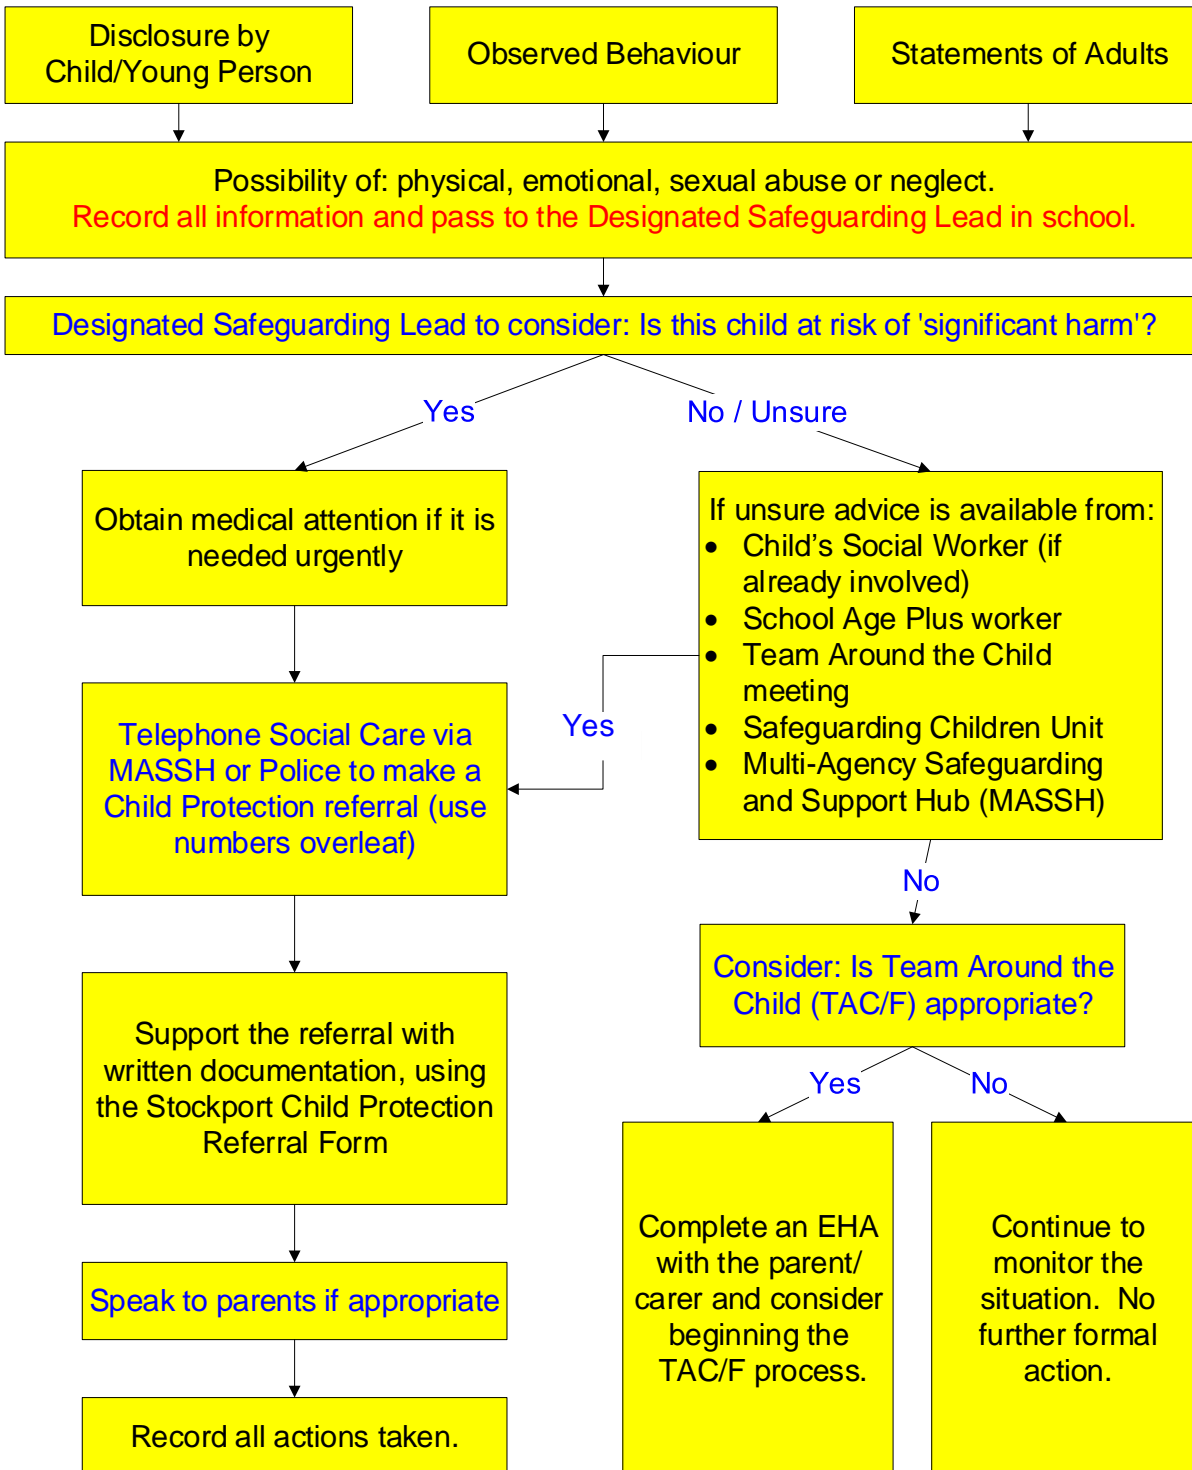 Disclosure by
Child/Young Person
Observed Behaviour
Statements of Adults
Possibility of: physical, emotional, sexual abuse or neglect.
Record all information and pass to the Designated Safeguarding Lead in school.
Designated Safeguarding Lead to consider: Is this child at risk of 'significant harm'?
Yes
No / Unsure
Obtain medical attention if it is
needed urgently
If unsure advice is available from:
• Child’s Social Worker (if
already involved)
• School Age Plus worker
• Team Around the Child
meeting
• Safeguarding Children Unit
• Multi-Agency Safeguarding
and Support Hub (MASSH)
Yes
Telephone Social Care via
MASSH or Police to make a
Child Protection referral (use
numbers overleaf)
No
Consider: Is Team Around the
Child (TAC/F) appropriate?
Support the referral with
written documentation, using
the Stockport Child Protection
Referral Form
Yes
No
Speak to parents if appropriate
Complete an EHA
with the parent/
carer and consider
beginning the
TAC/F process.
Continue to
monitor the
situation.  No
further formal
action.
Record all actions taken.